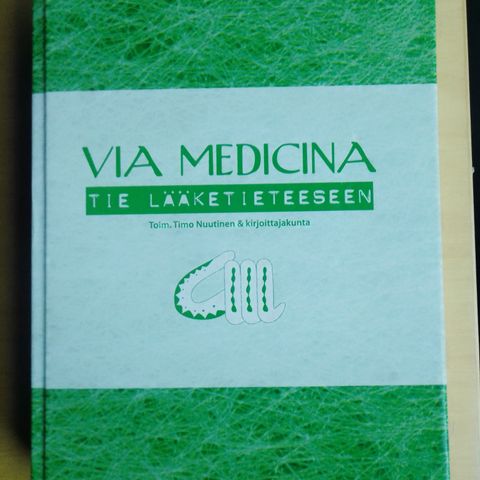 VIA MEDICINA
TIE LÄÄKETIETEESEEN
Toim. Timo Nuutinen & kirjoittajakunta